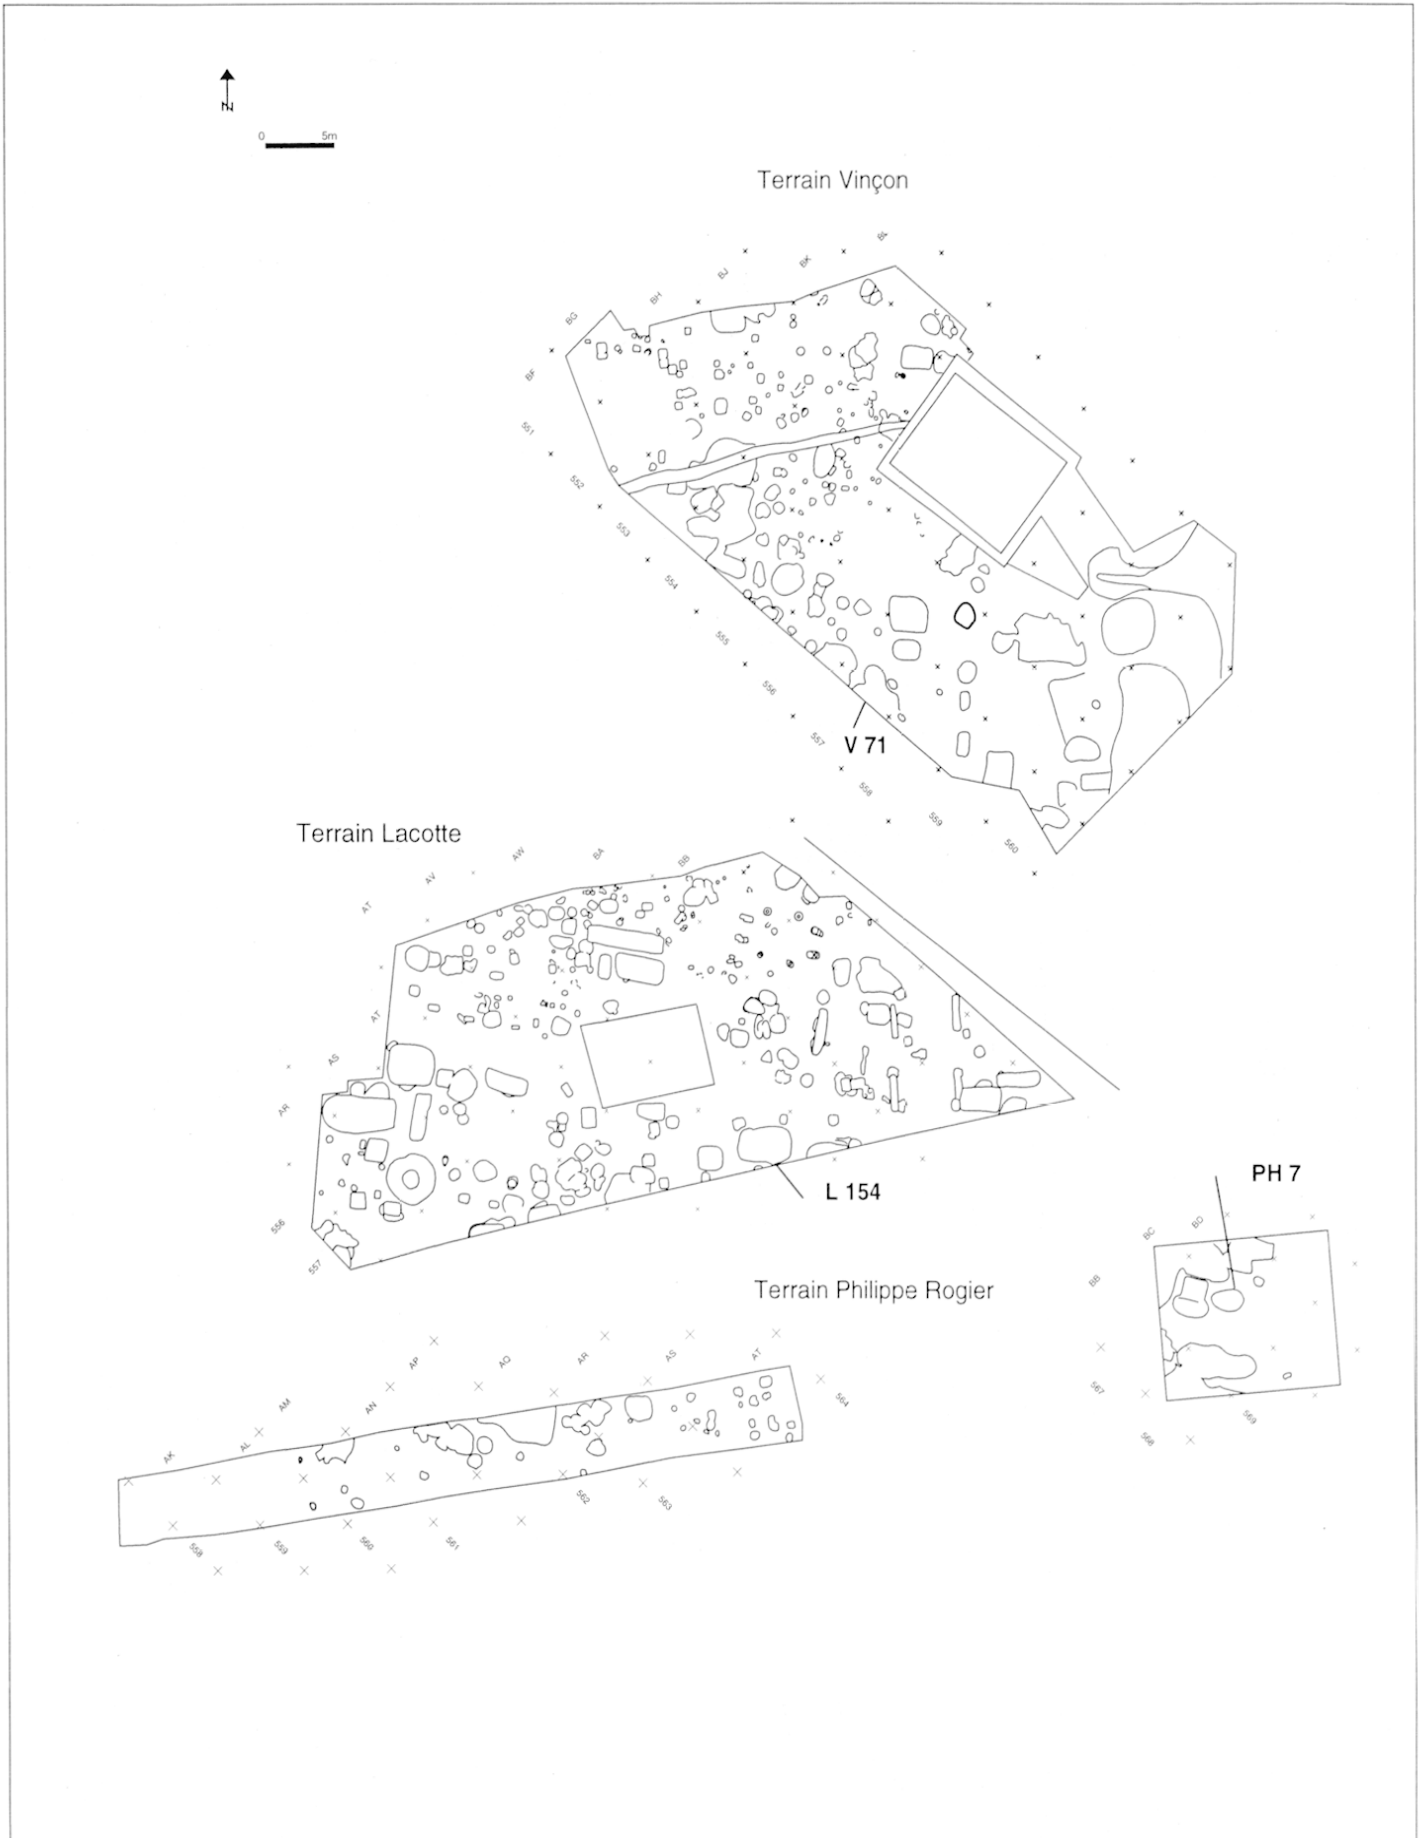 N
0 5m
Terrain Vinçon
BL
BK
BJ
BH
BG
BF
551
552
553
554
555
556
557
558
559
560
V 71
Terrain Lacotte
BB
BA
AW
AV
AT
AT
AS
AR
556
557
L 154
PH 7
BD
BC
BB
567
568
569
Terrain Philippe Rogier
AT
AS
AR
AQ
AP
AN
AM
AL
AK
564
563
562
561
560
559
558